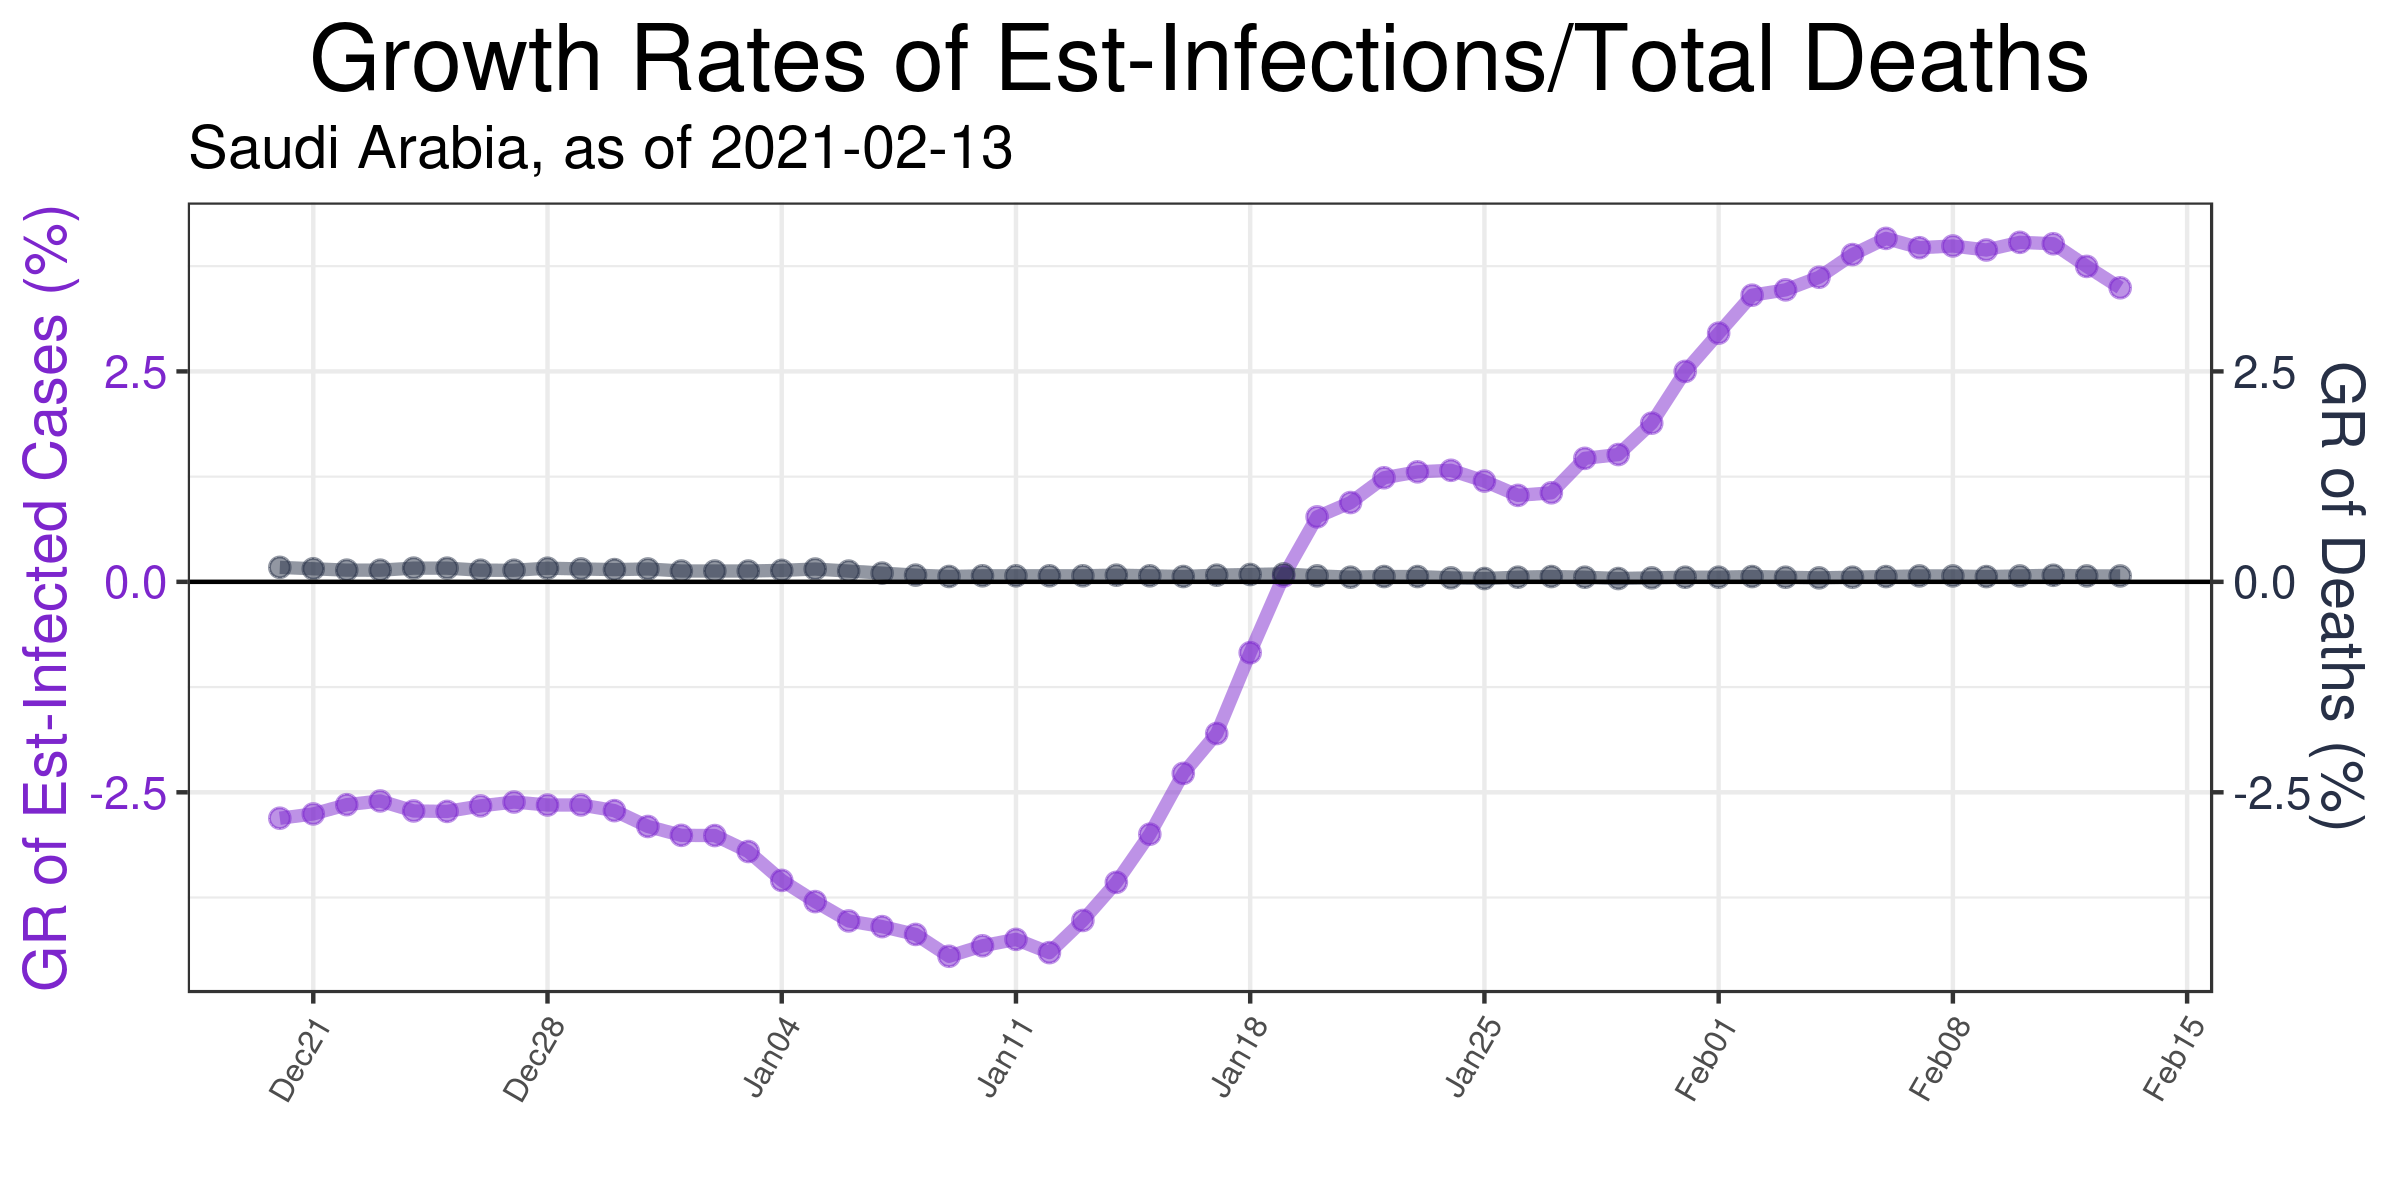 Growth Rates of Est-Infections/Total Deaths
Saudi Arabia, as of 2021-02-13
GR of Est-Infected Cases (%)
2.5
0.0
-2.5
2.5
0.0
-2.5
GR of Deaths (%)
Dec21
Dec28
Jan04
Jan11
Jan18
Jan25
Feb01
Feb08
Feb15